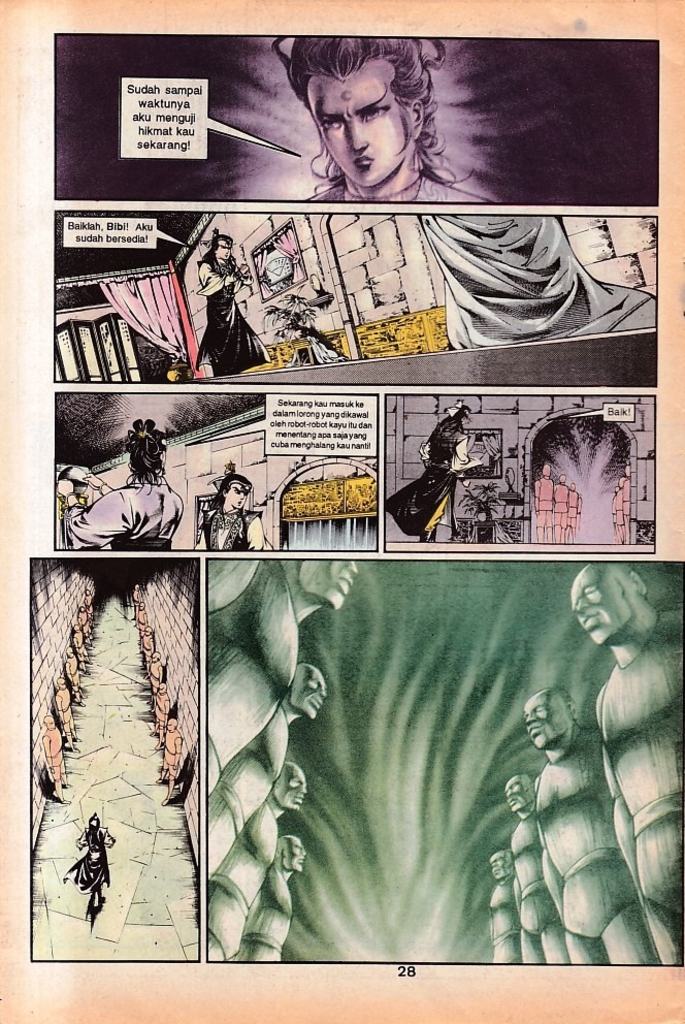 Sudah sampai
waktunya
aku menguji
hikmat kau
sekarang!
Baiklah, Bibi! Aku
sudah bersedia!
Sekarang kau masuk ke
dalam lorong yang dikawal
oleh robot-robot kayu itu dan
menentang apa saja yang
cuba menghalang kau nanti!
Baik!
28